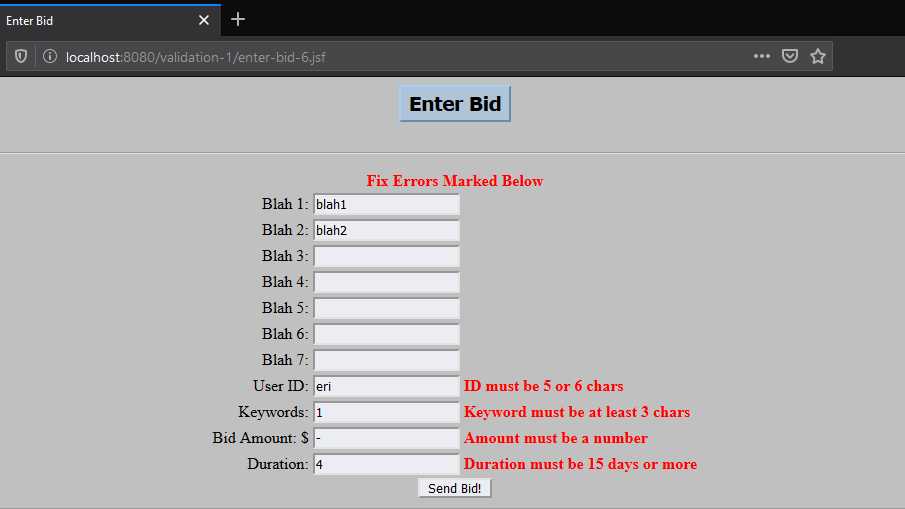 Enter Bid
localhost:8080/validation-1/enter-bid-6.jsf
Enter Bid
Fix Errors Marked Below
Blah 1: blah1
Blah 2: blah2
Blah 3:
Blah 4:
Blah 5:
Blah 6:
Blah 7:
User ID: eri ID must be 5 or 6 chars
Keywords: 1 Keyword must be at least 3 chars
Bid Amount: $ - Amount must be a number
Duration: 4 Duration must be 15 days or more
Send Bid!